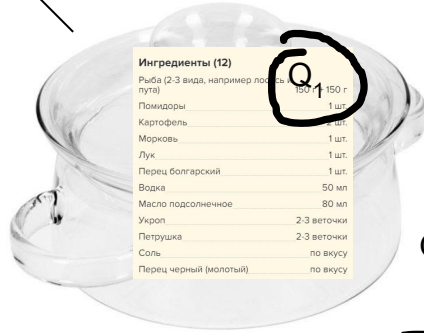 Ингредиенты (12)
Q1
Рыба (2-3 вида, например
пута) 150 г + 150 г
Помидоры 1 шт.
Картофель 2 шт.
Морковь 1 шт.
Лук 1 шт.
Перец болгарский 1 шт.
Водка 50 мл
Масло подсолнечное 80 мл
Укроп 2-3 веточки
Петрушка 2-3 веточки
Соль по вкусу
Перец черный (молотый) по вкусу